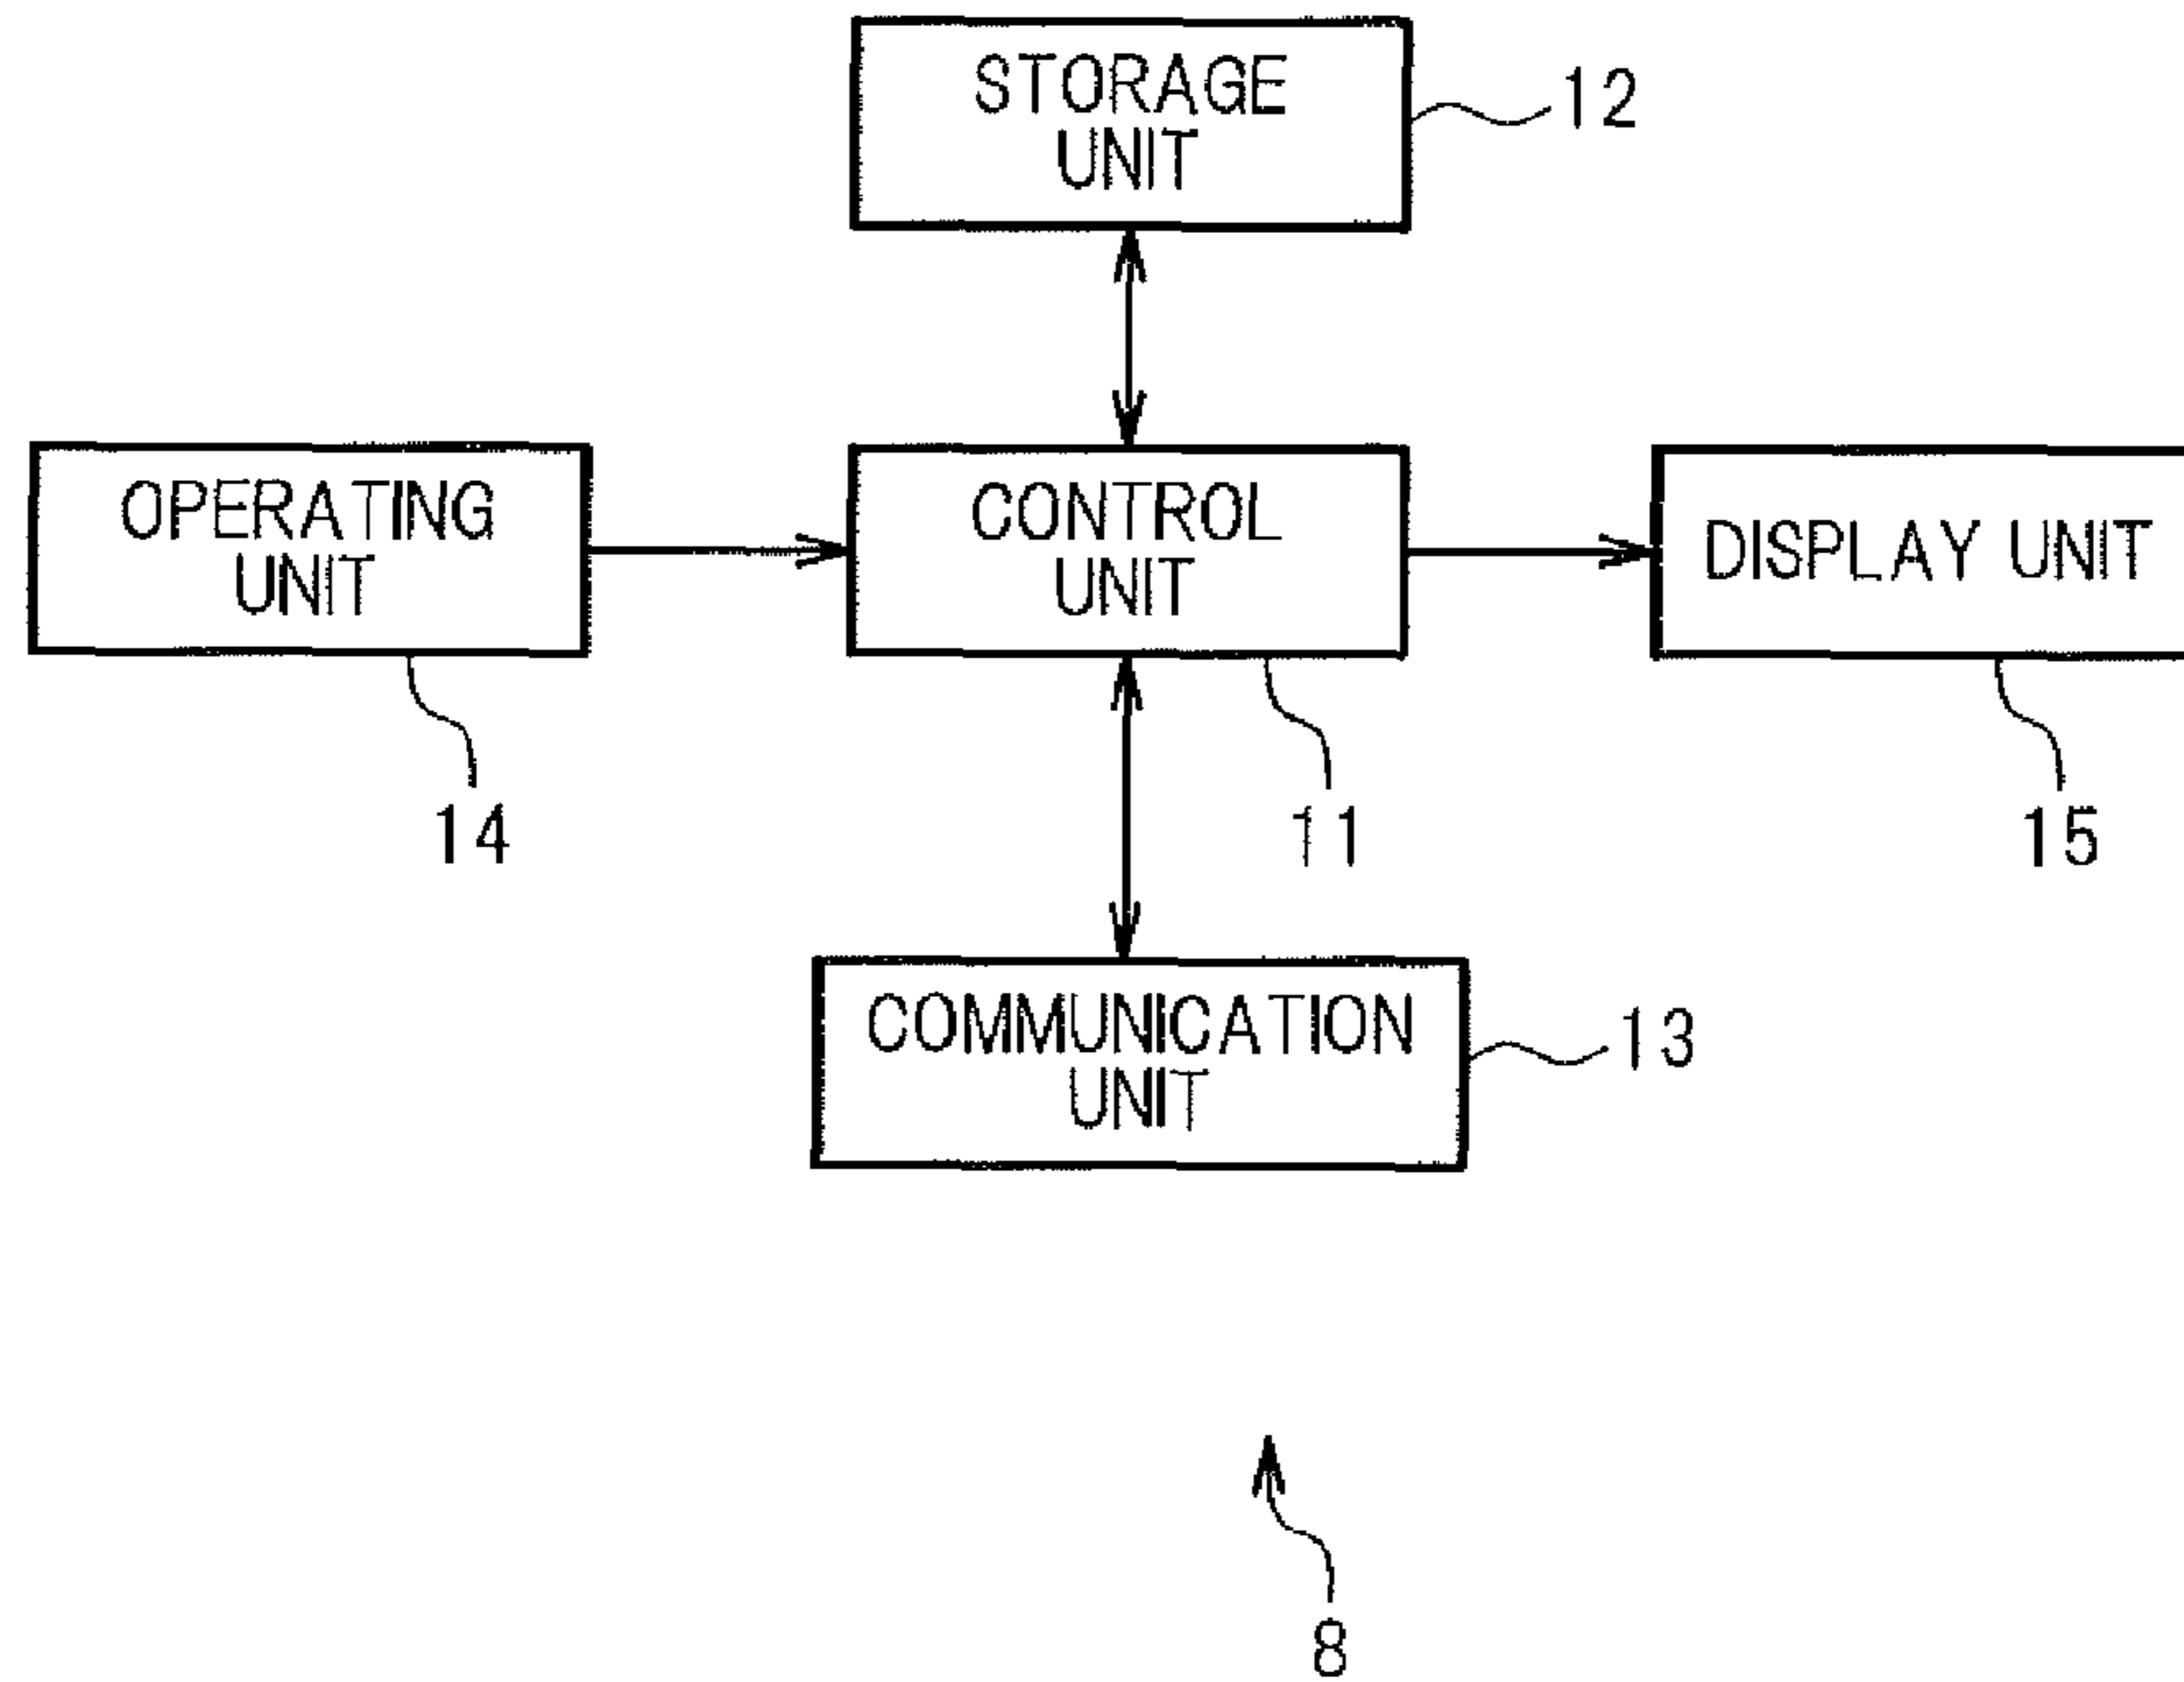 STORAGE
UNIT
12
OPERATING
UNIT
CONTROL
UNIT
DISPLAY UNIT
14
11
15
COMMUNICATION
UNIT
13
8